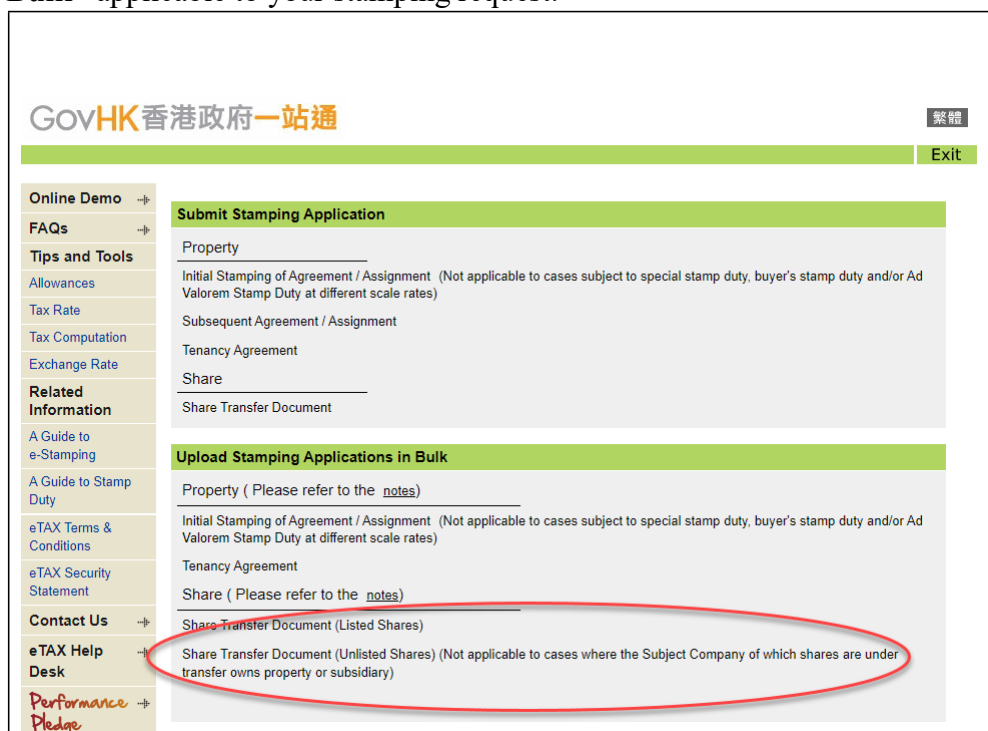 Bulk" applicable to your stamping request.
GovHK香港政府一站通
繁體
Exit
Online Demo
FAQs
Tips and Tools
Allowances
Tax Rate
Tax Computation
Exchange Rate
Related
Information
A Guide to
e-Stamping
A Guide to Stamp
Duty
eTAX Terms &
Conditions
eTAX Security
Statement
Contact Us
eTAX Help
Desk
Performance
Pledge
Submit Stamping Application
Property
Initial Stamping of Agreement / Assignment (Not applicable to cases subject to special stamp duty, buyer's stamp duty and/or Ad
Valorem Stamp Duty at different scale rates)
Subsequent Agreement / Assignment
Tenancy Agreement
Share
Share Transfer Document
Upload Stamping Applications in Bulk
Property ( Please refer to the notes)
Initial Stamping of Agreement / Assignment (Not applicable to cases subject to special stamp duty, buyer's stamp duty and/or Ad
Valorem Stamp Duty at different scale rates)
Tenancy Agreement
Share ( Please refer to the notes)
Share Transfer Document (Listed Shares)
Share Transfer Document (Unlisted Shares) (Not applicable to cases where the Subject Company of which shares are under
transfer owns property or subsidiary)